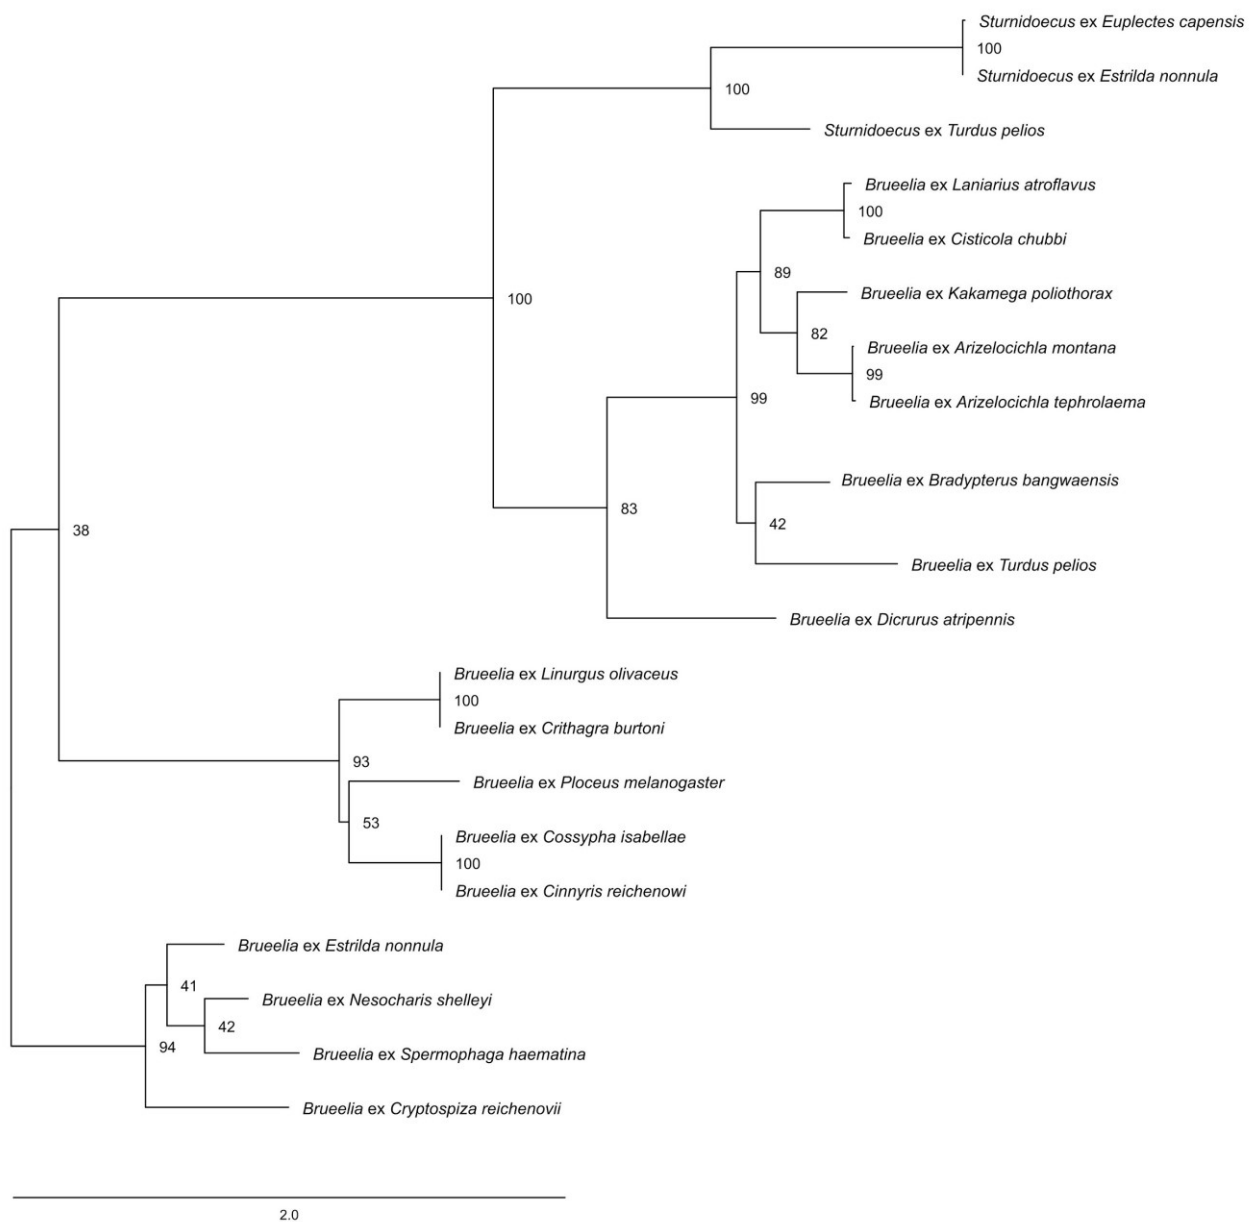 Sturnidoecus ex Euplectes capensis
100
Sturnidoecus ex Estrilda nonnula
100
Sturnidoecus ex Turdus pelios
Brueelia ex Laniarius atroflavus
100
Brueelia ex Cisticola chubbi
89
Brueelia ex Kakamega poliothorax
100
82
Brueelia ex Arizelocichla montana
99
99
Brueelia ex Arizelocichla tephrolaema
Brueelia ex Bradypterus bangwaensis
83
42
38
Brueelia ex Turdus pelios
Brueelia ex Dicrurus atripennis
Brueelia ex Linurgus olivaceus
100
Brueelia ex Crithagra burtoni
93
Brueelia ex Ploceus melanogaster
53
Brueelia ex Cossypha isabellae
100
Brueelia ex Cinnyris reichenowi
Brueelia ex Estrilda nonnula
41
Brueelia ex Nesocharis shelleyi
42
94
Brueelia ex Spermophaga haematina
Brueelia ex Cryptospiza reichenovii
2.0